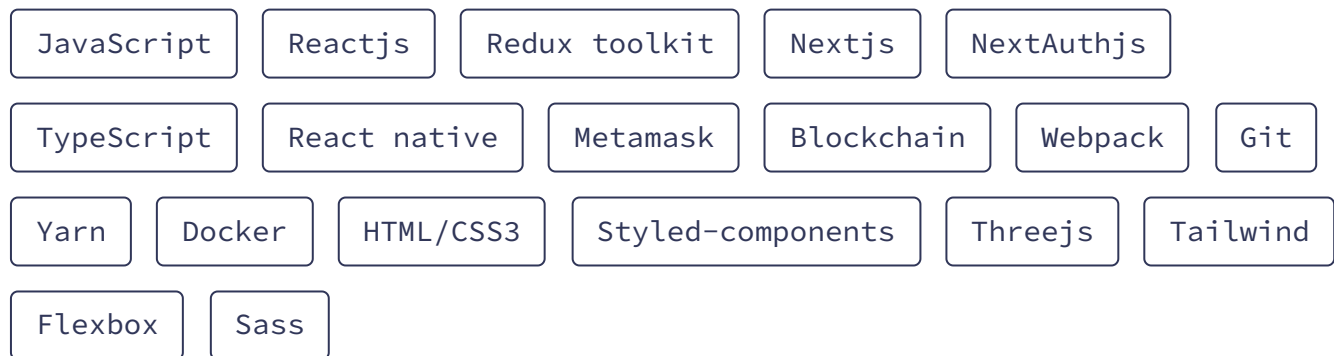 JavaScript Reactjs Redux toolkit Nextjs NextAuthjs
TypeScript React native Metamask Blockchain Webpack Git
Yarn Docker HTML/CSS3 Styled-components Threejs Tailwind
Flexbox Sass